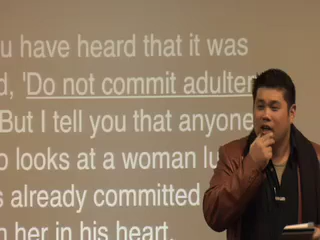 u have heard that it was
d, 'Do not commit adulter
But I tell you that anyone
o looks at a woman lu
s already committed
h her in his heart.